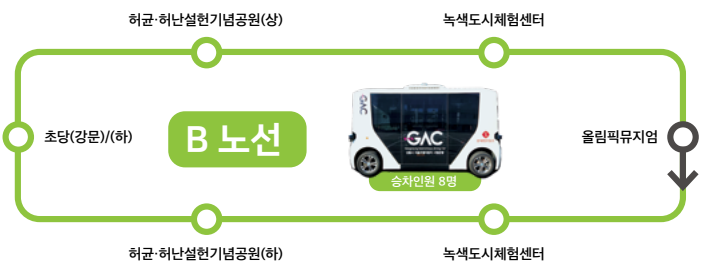 허균·허난설헌기념공원(상)
녹색도시체험센터
초당(강문)/(하)
B 노선
GAC
GAC
승차인원 8명
올림픽뮤지엄
허균·허난설헌기념공원(하)
녹색도시체험센터